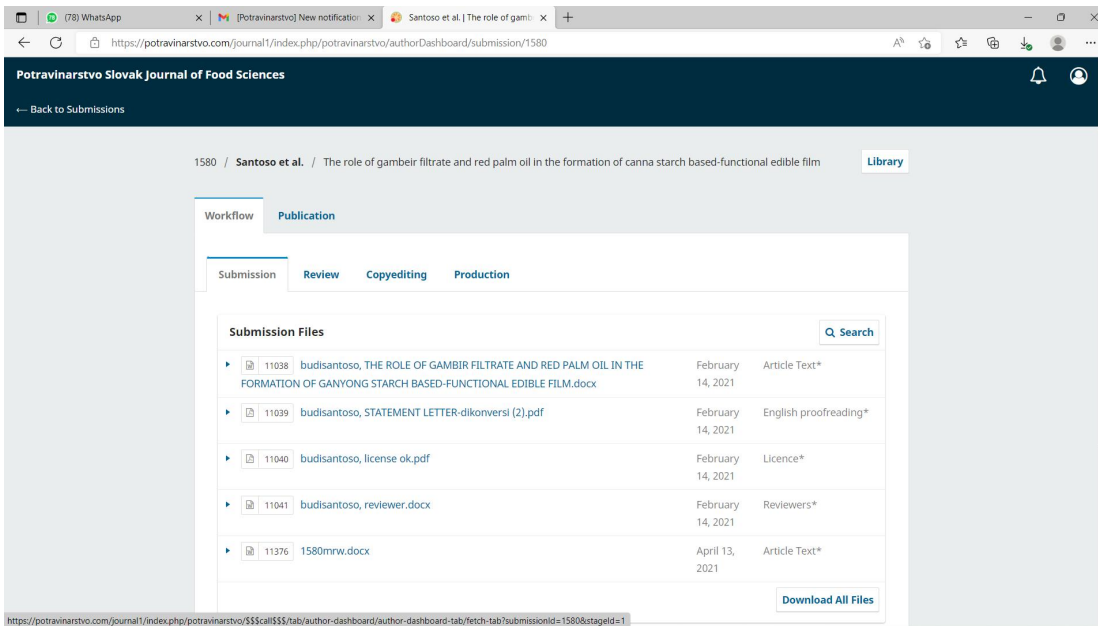 (78) WhatsApp
[Potravinarstvo] New notification
Santoso et al. | The role of gambi
https://potravinarstvo.com/journal1/index.php/potravinarstvo/authorDashboard/submission/1580
Potravinarstvo Slovak Journal of Food Sciences
← Back to Submissions
1580 / Santoso et al. / The role of gambeir filtrate and red palm oil in the formation of canna starch based-functional edible film
Library
Workflow Publication
Submission Review Copyediting Production
Submission Files
Search
11038 budisantoso, THE ROLE OF GAMBIR FILTRATE AND RED PALM OIL IN THE
FORMATION OF GANYONG STARCH BASED-FUNCTIONAL EDIBLE FILM.docx
February
14, 2021
Article Text*
11039 budisantoso, STATEMENT LETTER-dikonversi (2).pdf
February
14, 2021
English proofreading*
11040 budisantoso, license ok.pdf
February
14, 2021
Licence*
11041 budisantoso, reviewer.docx
February
14, 2021
Reviewers*
11376 1580mrw.docx
April 13,
2021
Article Text*
Download All Files
https://potravinarstvo.com/journal1/index.php/potravinarstvo/$$$call$$$/tab/author-dashboard/author-dashboard-tab/fetch-tab?submissionId=1580&stageId=1